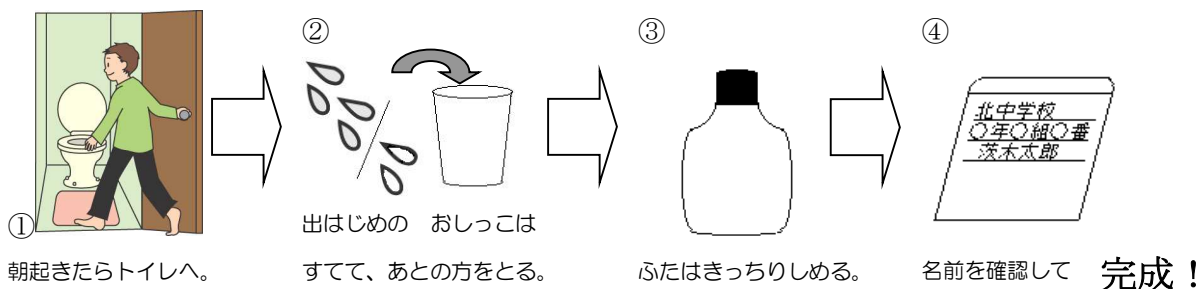 ①
朝起きたらトイレへ。
②
出はじめの　おしっこは
すてて、あとの方をとる。
③
ふたはきっちりしめる。
④
北中学校
○年○組○番
茨木太郎
名前を確認して　完成！